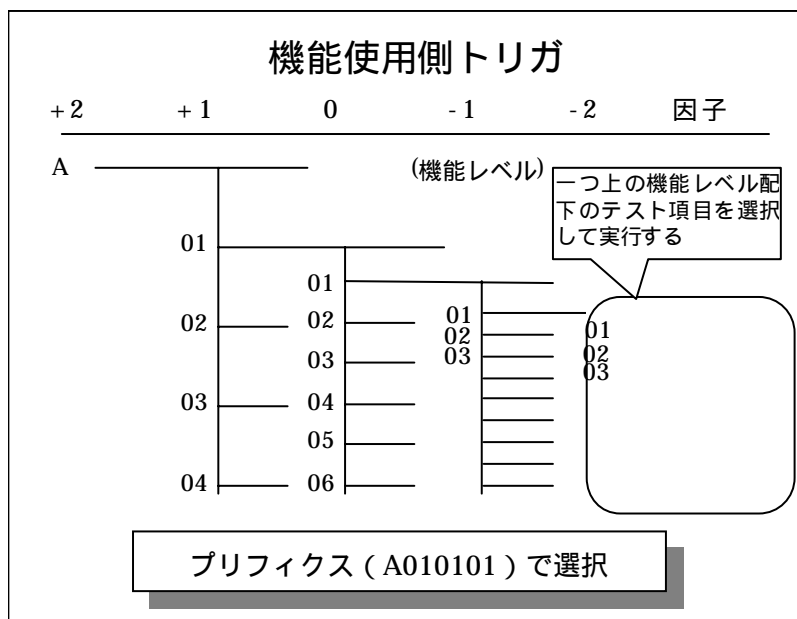 機能使用側トリガ
+2 +1 0 -1 -2 因子
A
(機能レベル)
一つ上の機能レベル配
下のテスト項目を選択
して実行する
01
02
03
04
01
02
03
04
05
06
01
02
03
01
02
03
プリフィクス ( A010101 ) で選択